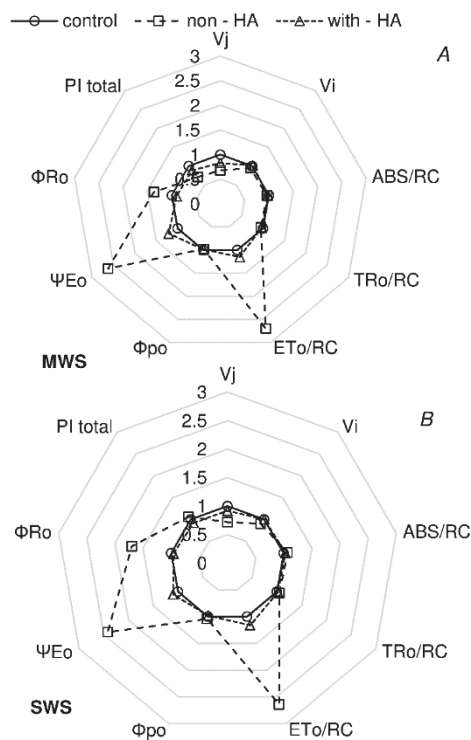 control non - HA with - HA
A
Vj
3
2.5
2
1.5
1
0.5
0
PI total
Vi
ΦRo
ABS/RC
ΨEo
TRo/RC
Φpo
ETo/RC
MWS
B
Vj
3
2.5
2
1.5
1
0.5
0
PI total
Vi
ΦRo
ABS/RC
ΨEo
TRo/RC
Φpo
ETo/RC
SWS